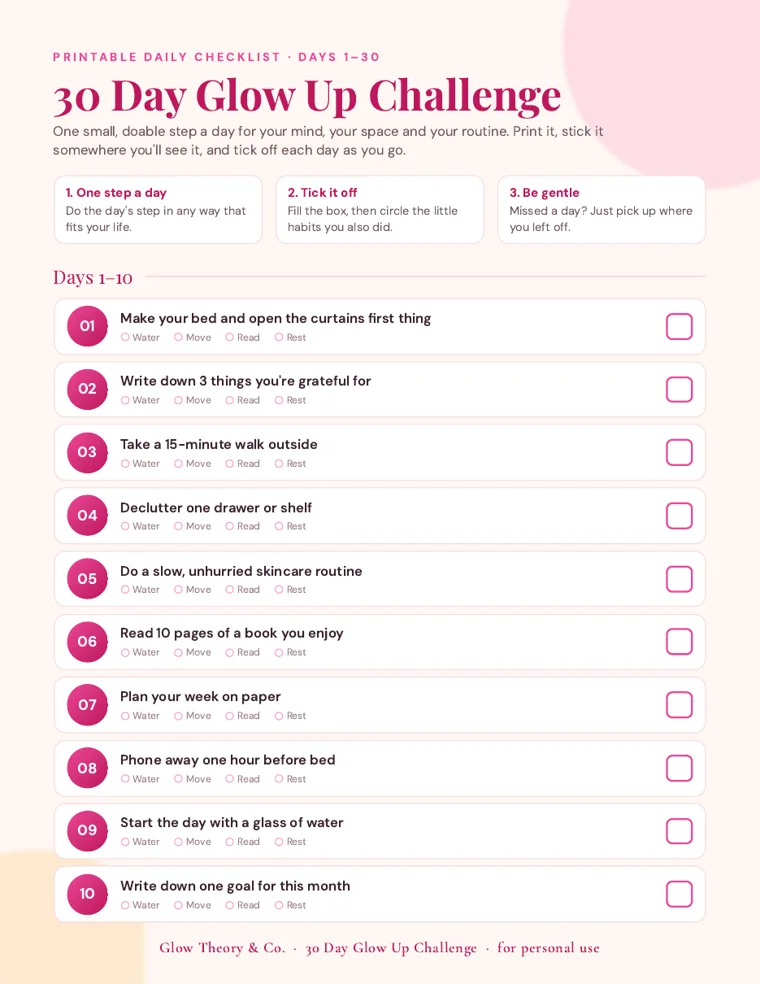 PRINTABLE DAILY CHECKLIST · DAYS 1–30
30 Day Glow Up Challenge
One small, doable step a day for your mind, your space and your routine. Print it, stick it
somewhere you'll see it, and tick off each day as you go.
1. One step a day
Do the day's step in any way that
fits your life.
2. Tick it off
Fill the box, then circle the little
habits you also did.
3. Be gentle
Missed a day? Just pick up where
you left off.
Days 1–10
01
Make your bed and open the curtains first thing
Water Move Read Rest
02
Write down 3 things you're grateful for
Water Move Read Rest
03
Take a 15-minute walk outside
Water Move Read Rest
04
Declutter one drawer or shelf
Water Move Read Rest
05
Do a slow, unhurried skincare routine
Water Move Read Rest
06
Read 10 pages of a book you enjoy
Water Move Read Rest
07
Plan your week on paper
Water Move Read Rest
08
Phone away one hour before bed
Water Move Read Rest
09
Start the day with a glass of water
Water Move Read Rest
10
Write down one goal for this month
Water Move Read Rest
Glow Theory & Co. · 30 Day Glow Up Challenge · for personal use